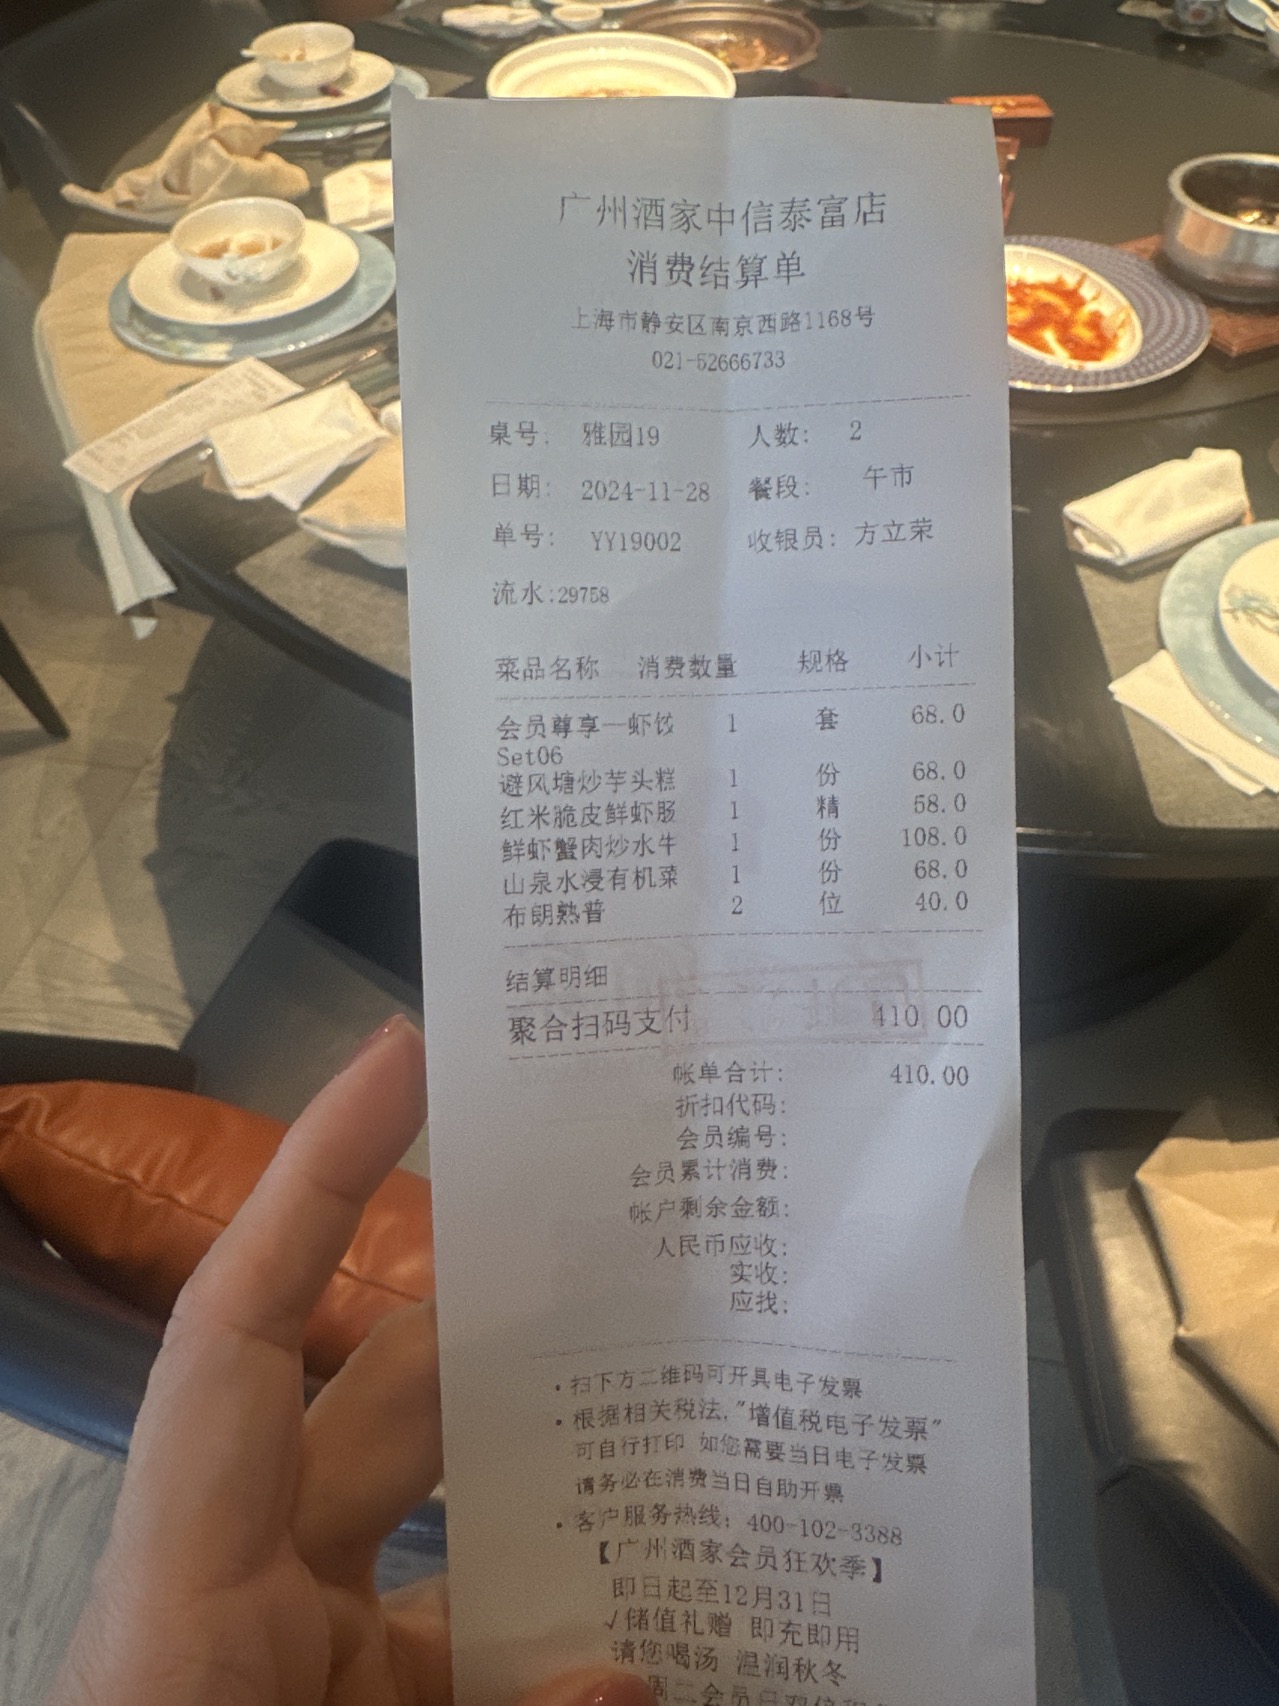 广州酒家中信泰富店
消费结算单
上海市静安区南京西路1168号
021-52666733
桌号: 雅园19 人数: 2
日期: 2024-11-28 餐段: 午市
单号: YY19002 收银员: 方立荣
流水:29758
菜品名称 消费数量 规格 小计
会员尊享一虾饺 1 套 68.0
Set06
避风塘炒芋头糕 1 份 68.0
红米脆皮鲜虾肠 1 精 58.0
鲜虾蟹肉炒水牛 1 份 108.0
山泉水浸有机菜 1 份 68.0
布朗熟普 2 位 40.0
结算明细
聚合扫码支付 410 00
帐单合计: 410.00
折扣代码:
会员编号:
会员累计消费:
帐户剩余金额:
人民币应收:
实收:
应找:
·扫下方二维码可开具电子发票
·根据相关税法,"增值税电子发票"
可自行打印 如您需要当日电子发票
请务必在消费当日自助开票
·客户服务热线: 400-102-3388
【广州酒家会员狂欢季】
即日起至12月31日
√储值礼赠 即充即用
请您喝汤 温润秋冬
周二会员日双倍积